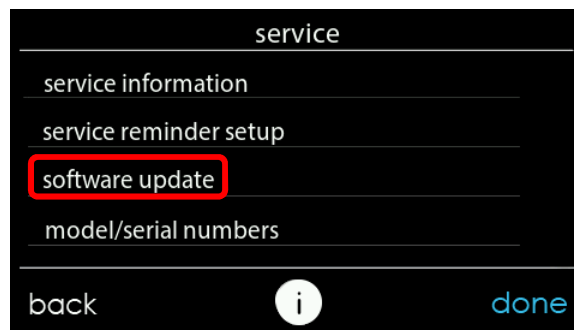 service
service information
service reminder setup
software update
model/serial numbers
back i done